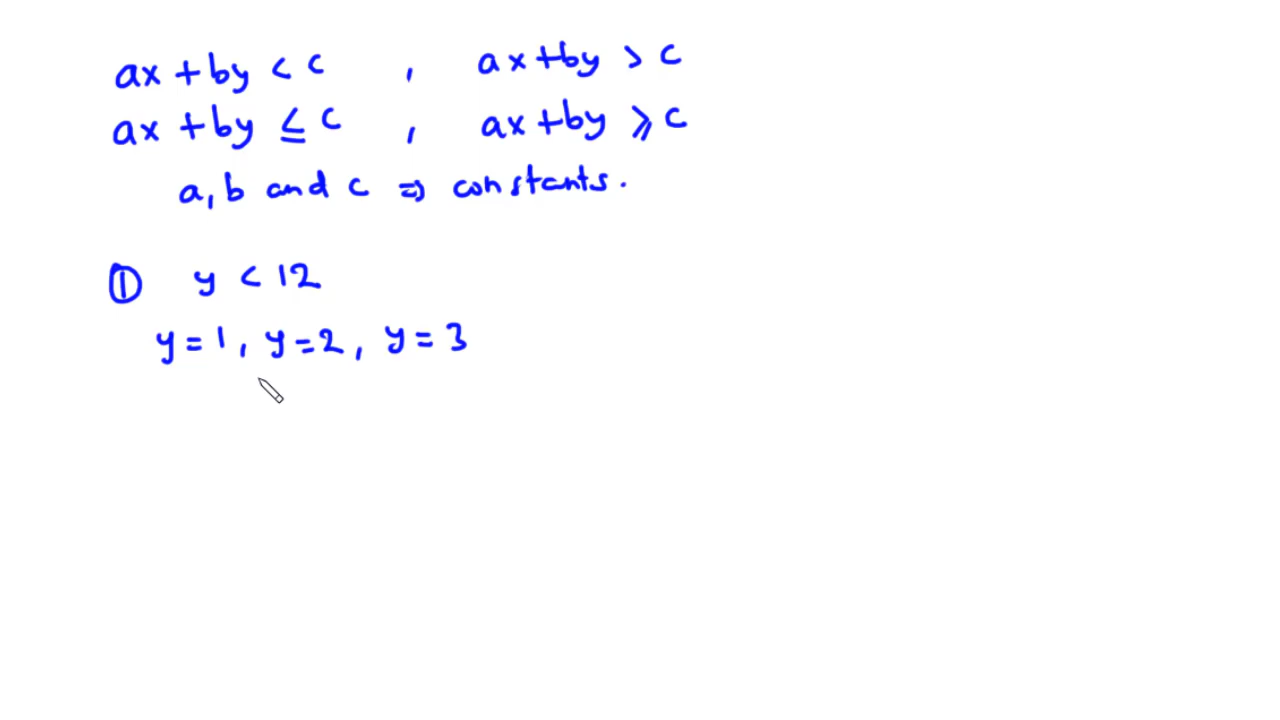 ax + by < c , ax + by > c
ax + by ≤ c , ax + by ⩾ c
a, b and c ⇒ constants.
① y < 12
y = 1, y = 2, y = 3